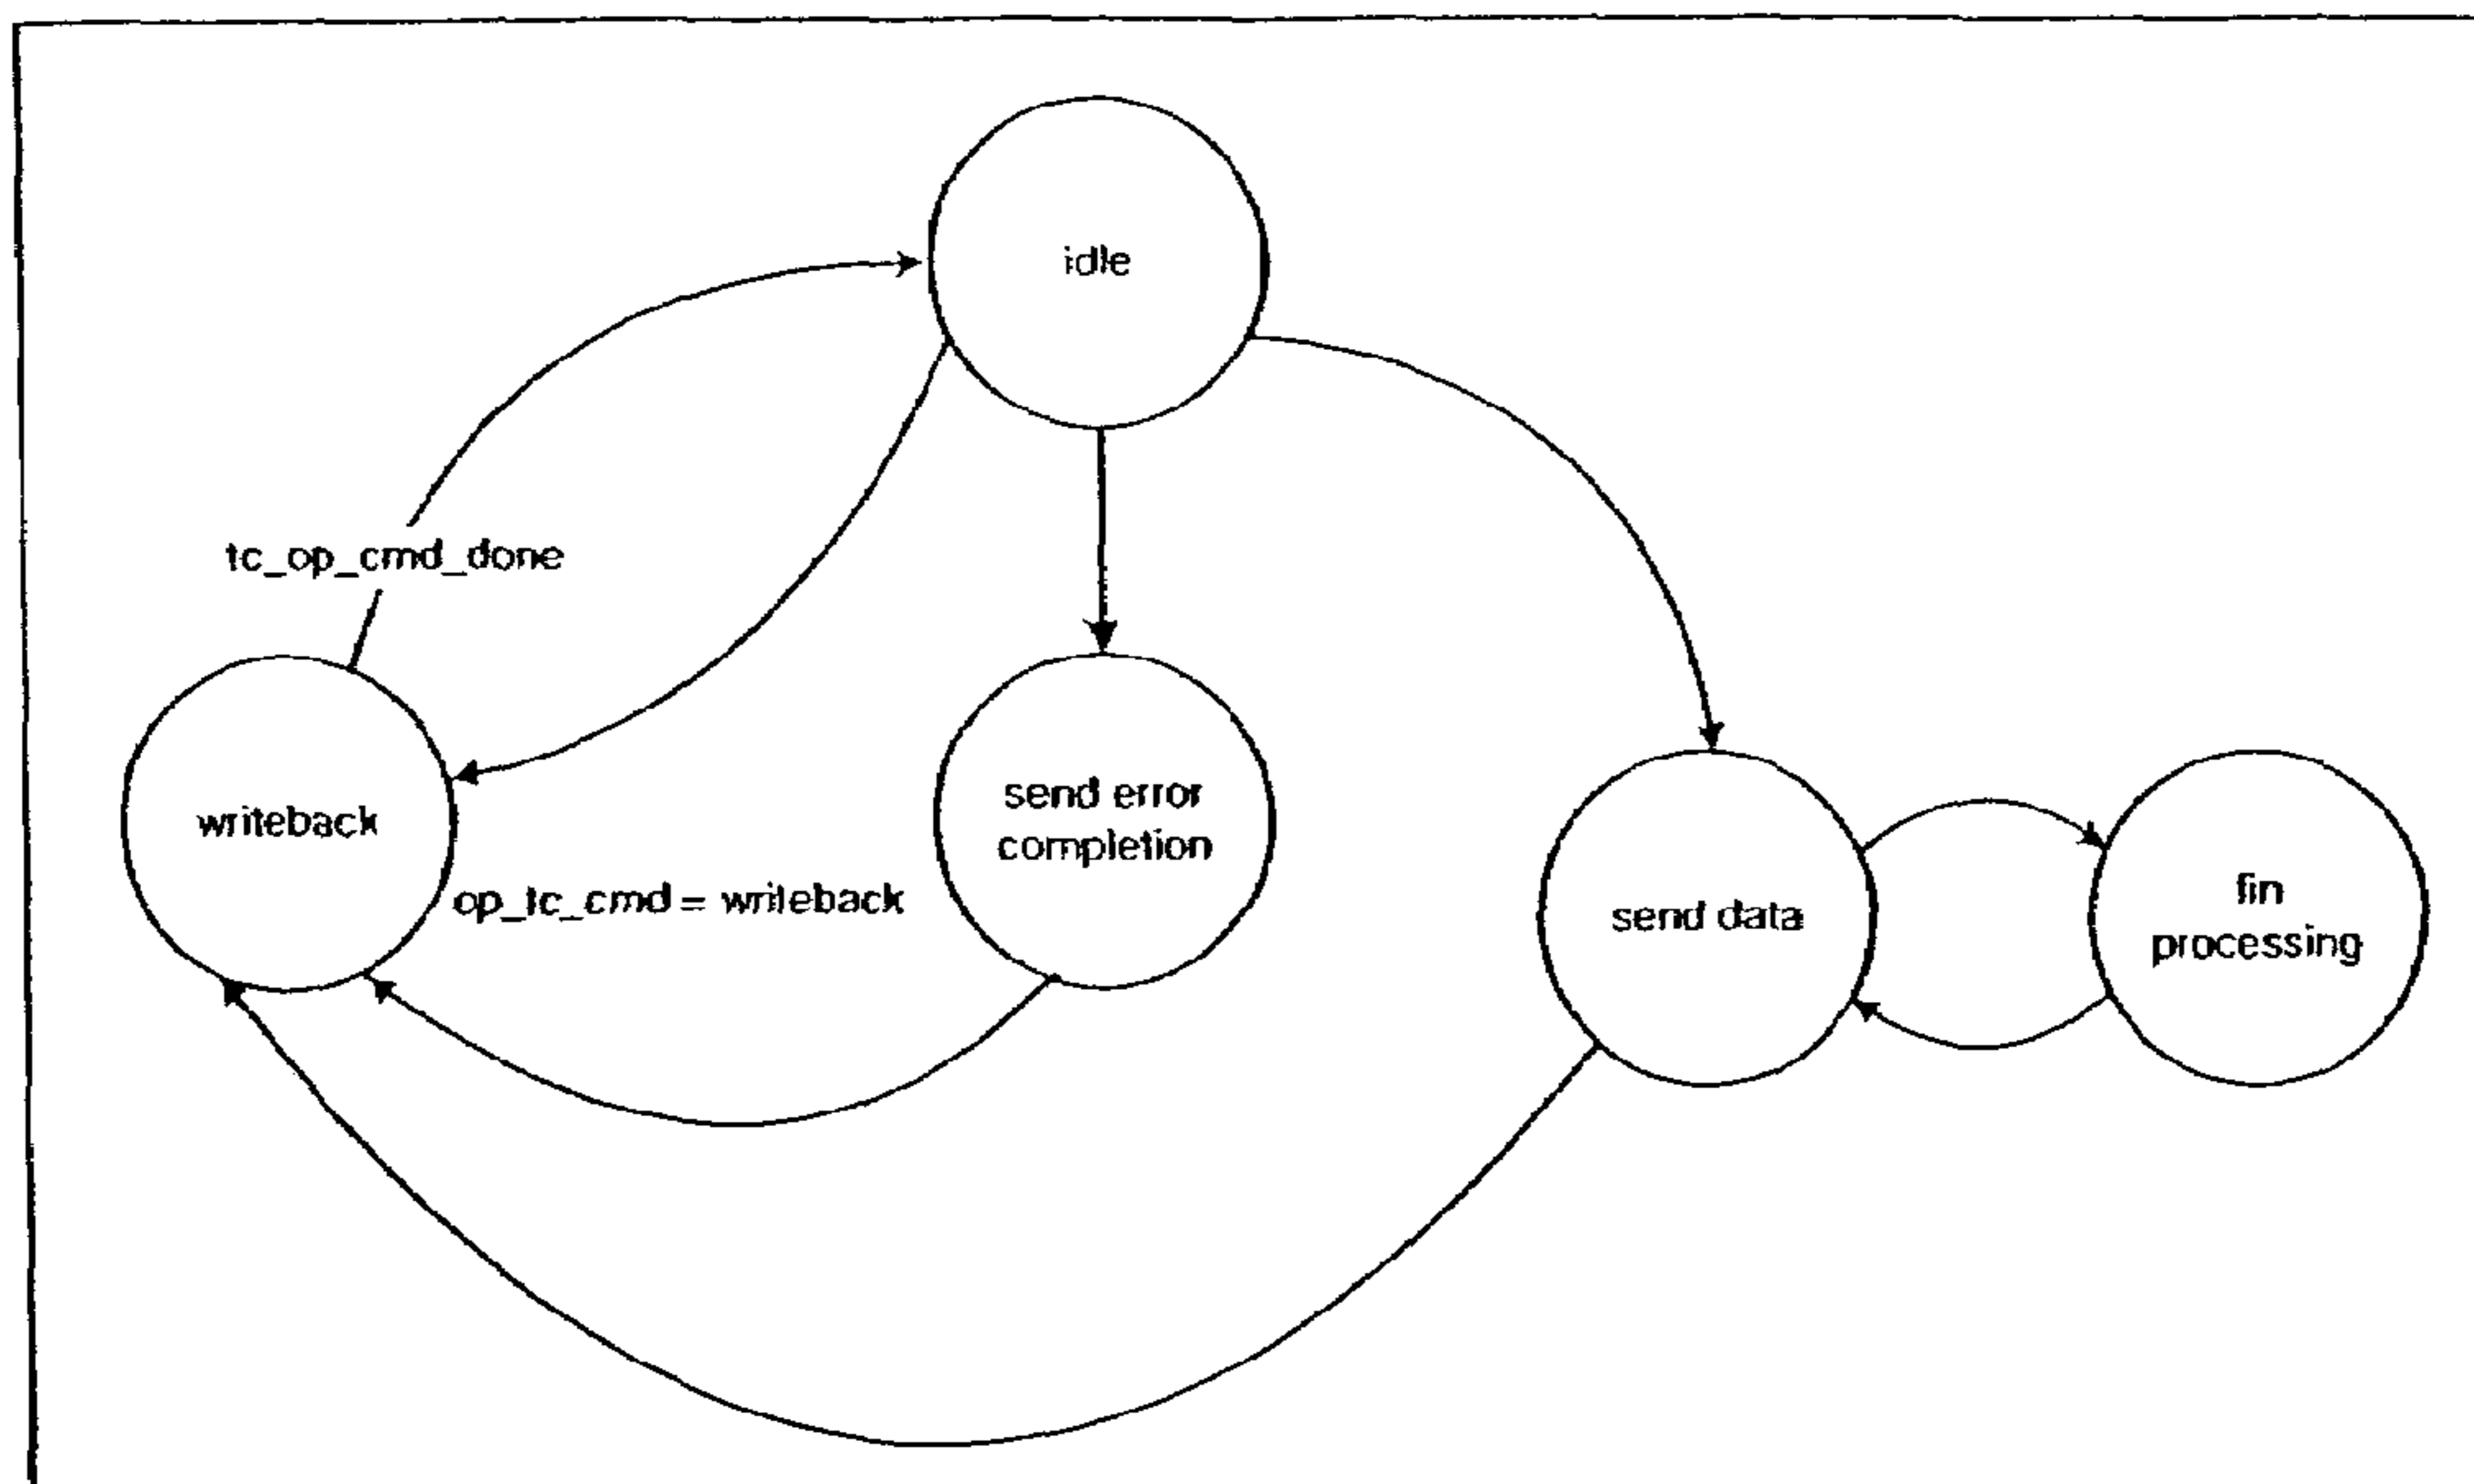 idle
tc_op_cmd_done
writeback
send error
completion
op_tc_cmd = writeback
send data
fin
processing